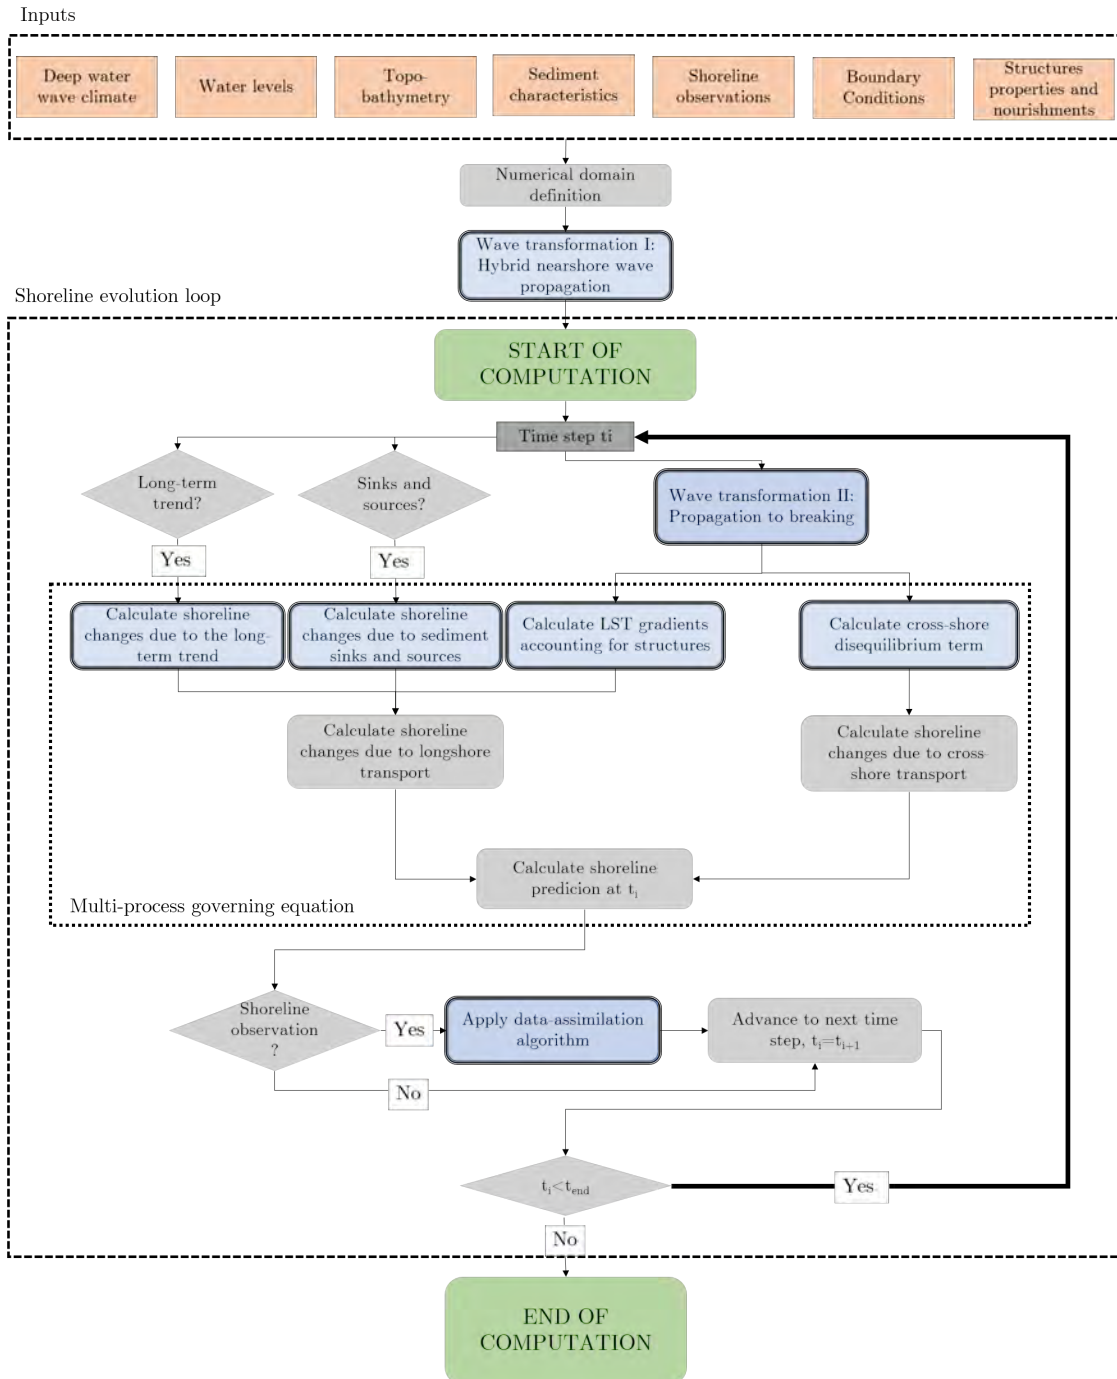 Inputs
Deep water
wave climate
Water levels
Topo-
bathymetry
Sediment
characteristics
Shoreline
observations
Boundary
Conditions
Structures
properties and
nourishments
Numerical domain
definition
Wave transformation I:
Hybrid nearshore wave
propagation
Shoreline evolution loop
START OF
COMPUTATION
Time step ti
Long-term
trend?
Sinks and
sources?
Wave transformation II:
Propagation to breaking
Yes
Yes
Calculate shoreline
changes due to the long-
term trend
Calculate shoreline
changes due to sediment
sinks and sources
Calculate LST gradients
accounting for structures
Calculate cross-shore
disequilibrium term
Calculate shoreline
changes due to longshore
transport
Calculate shoreline
changes due to cross-
shore transport
Calculate shoreline
predicion at t_i
Multi-process governing equation
Shoreline
observation
?
Yes
Apply data-assimilation
algorithm
Advance to next time
step, t_i=t_{i+1}
No
t_i<t_{end}
Yes
No
END OF
COMPUTATION